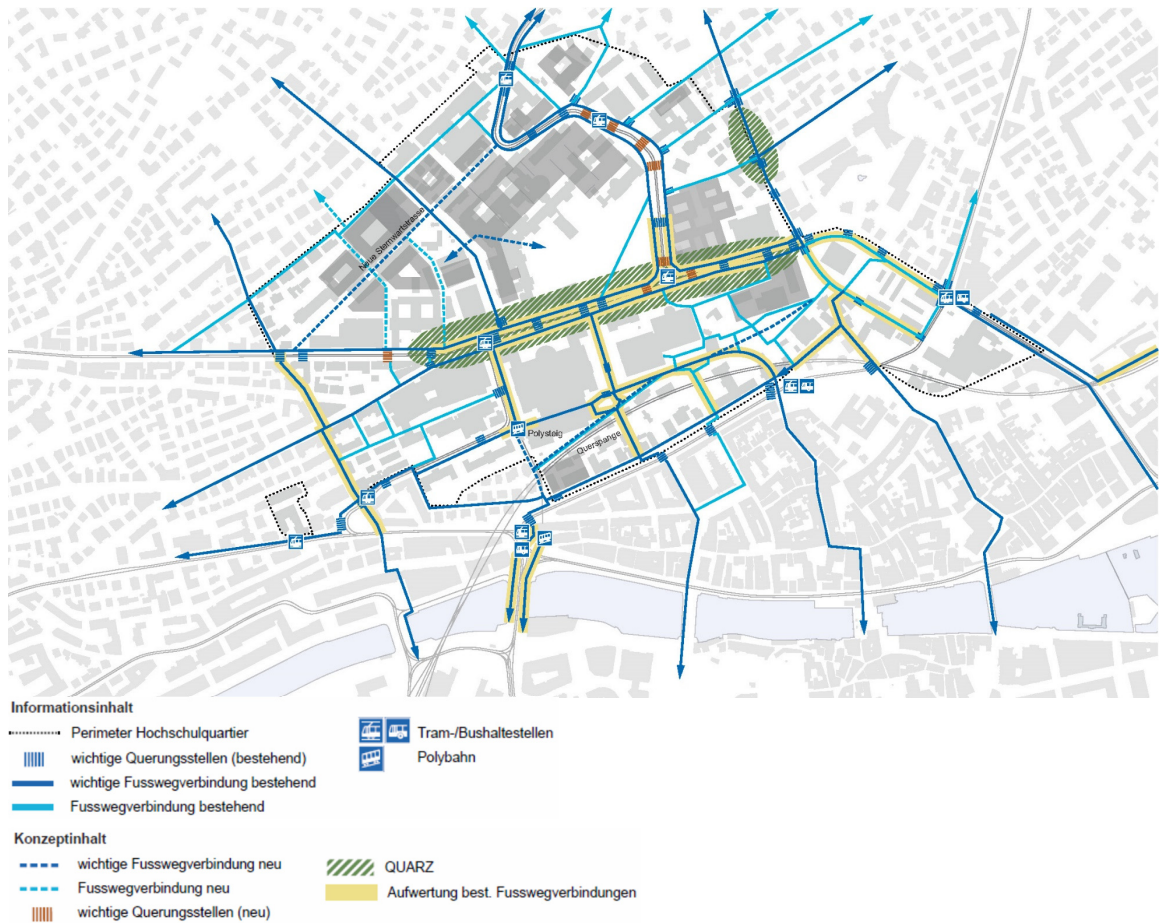 Neue Sternwartstrasse
Polysteig
Querspange
Informationsinhalt
Perimeter Hochschulquartier
wichtige Querungsstellen (bestehend)
wichtige Fusswegverbindung bestehend
Fusswegverbindung bestehend
Tram-/Bushaltestellen
Polybahn
Konzeptinhalt
wichtige Fusswegverbindung neu
Fusswegverbindung neu
wichtige Querungsstellen (neu)
QUARZ
Aufwertung best. Fusswegverbindungen